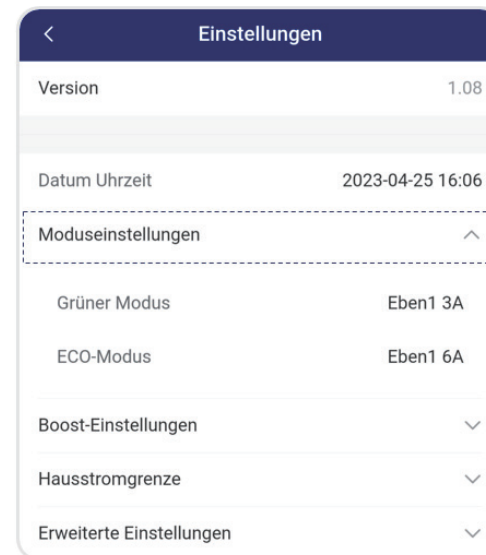 Einstellungen
Version 1.08
Datum Uhrzeit 2023-04-25 16:06
Moduseinstellungen
Grüner Modus Eben1 3A
ECO-Modus Eben1 6A
Boost-Einstellungen
Hausstromgrenze
Erweiterte Einstellungen